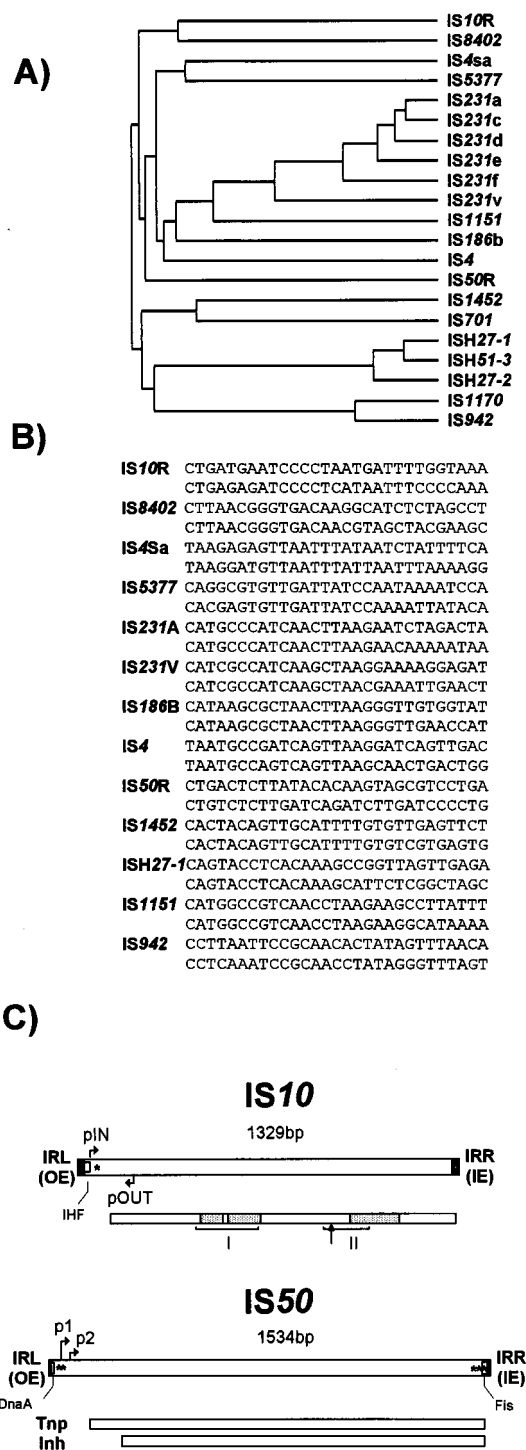 A)
IS10R
IS8402
IS4sa
IS5377
IS231a
IS231c
IS231d
IS231e
IS231f
IS231v
IS1151
IS186b
IS4
IS50R
IS1452
IS701
ISH27-1
ISH51-3
ISH27-2
IS1170
IS942
B)
IS10R CTGATGAATCCCCTAATGATTTTGGTAAA
CTGAGAGATCCCCTCATAATTTCCCCAAA
IS8402 CTTAACGGGTGACAAGGCATCTCTAGCCT
CTTAACGGGTGACAACGTAGCTACGAAGC
IS4Sa TAAGAGAGTTAATTTATAATCTATTTTCA
TAAGGATGTTAATTTATTAATTTAAAAGG
IS5377 CAGGCGTGTTGATTATCCAATAAAATCCA
CACGAGTGTTGATTATCCAAAATTATACA
IS231A CATGCCCATCAACTTAAGAATCTAGACTA
CATGCCCATCAACTTAAGAACAAAAATAA
IS231V CATCGCCATCAAGCTAAGGAAAAGGAGAT
CATCGCCATCAAGCTAACGAAATTGAACT
IS186B CATAAGCGCTAACTTAAGGGTTGTGGTAT
CATAAGCGCTAACTTAAGGGTTGAACCAT
IS4 TAATGCCGATCAGTTAAGGATCAGTTGAC
TAATGCCAGTCAGTTAAGCAACTGACTGG
IS50R CTGACTCTTATACACAAGTAGCGTCCTGA
CTGTCTCTTGATCAGATCTTGATCCCCTG
IS1452 CACTACAGTTGCATTTTGTGTTGAGTTCT
CACTACAGTTGCATTTTGTGTCGTGAGTG
ISH27-1 CAGTACCTCACAAAGCCGGTTAGTTGAGA
CAGTACCTCACAAAGCATTCTCGGCTAGC
IS1151 CATGGCCGTCAACCTAAGAAGCCTTATTT
CATGGCCGTCAACCTAAGAAGGCATAAAA
IS942 CCTTAATTCCGCAACACTATAGTTTAACA
CCTCAAATCCGCAACCTATAGGGTTTAGT
C)
IS10
1329bp
pIN
IRL
(OE)
*
IRR
(IE)
IHF
pOUT
I
II
IS50
1534bp
p1
p2
IRL
(OE)
**
***
IRR
(IE)
DnaA
Fis
Tnp
Inh